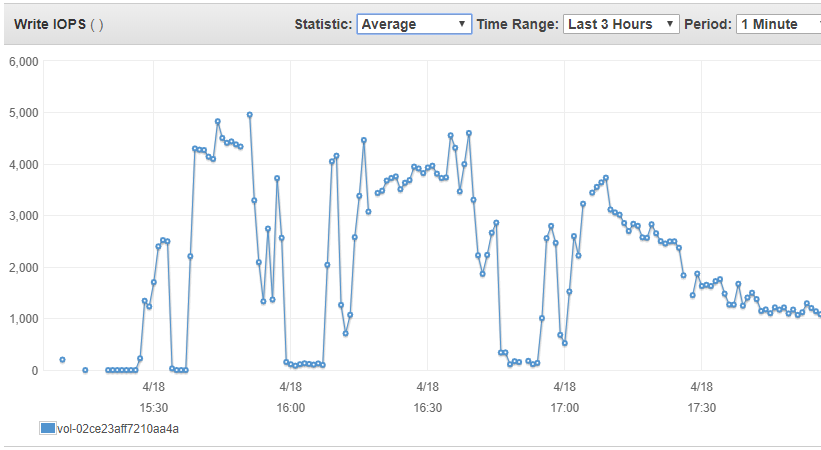 Write IOPS ( ) Statistic: Average Time Range: Last 3 Hours Period: 1 Minute
6,000
5,000
4,000
3,000
2,000
1,000
0
4/18 4/18 4/18 4/18 4/18
15:30 16:00 16:30 17:00 17:30
vol-02ce23aff7210aa4a